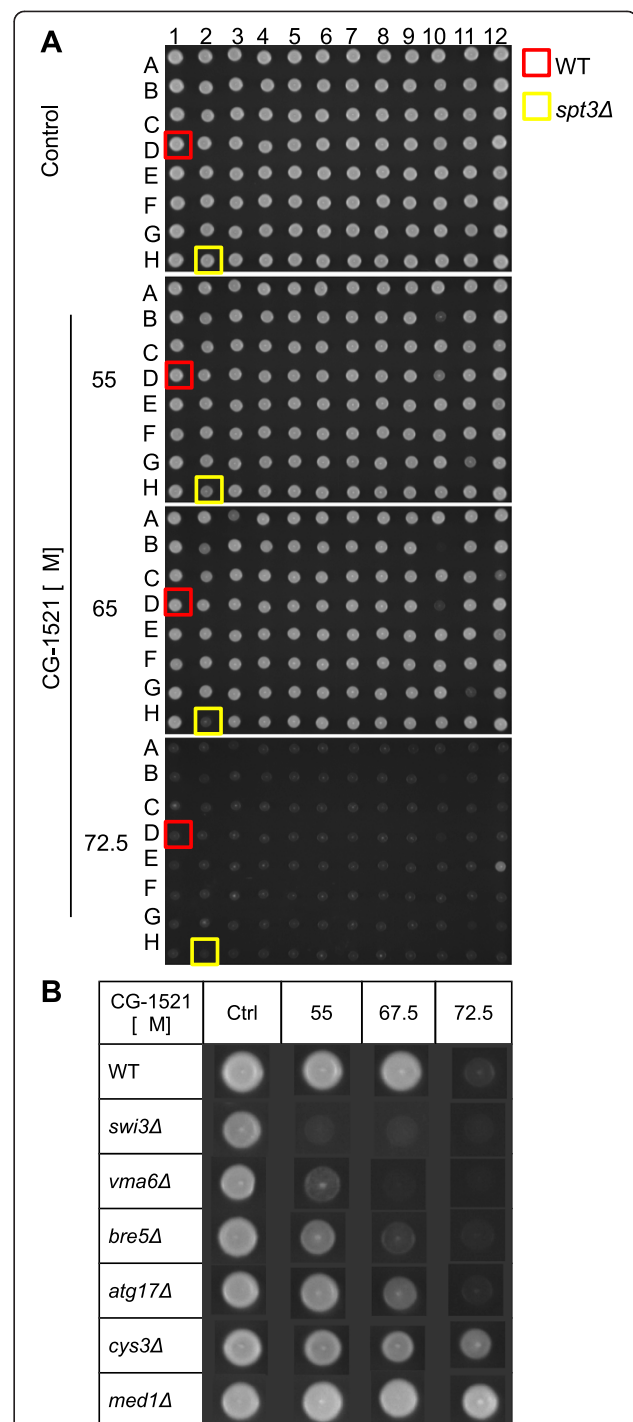 A
1 2 3 4 5 6 7 8 9 10 11 12
WT
spt3Δ
Control
A
B
C
D
E
F
G
H
CG-1521 [ M]
55
A
B
C
D
E
F
G
H
65
A
B
C
D
E
F
G
H
72.5
A
B
C
D
E
F
G
H
B
CG-1521 [ M] Ctrl 55 67.5 72.5
WT
swi3Δ
vma6Δ
bre5Δ
atg17Δ
cys3Δ
med1Δ